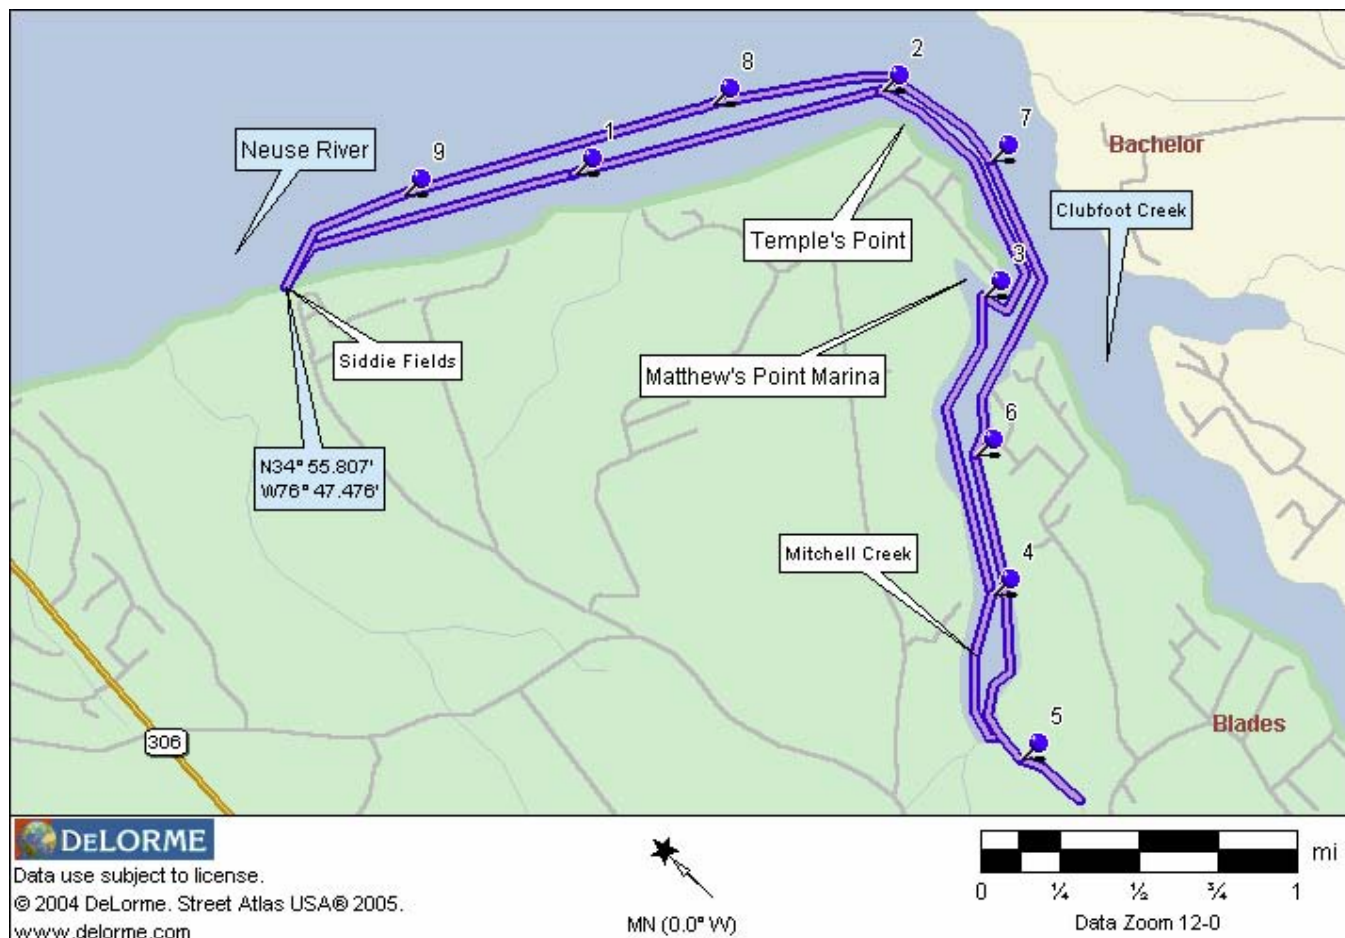 2
8
7
Bachelor
1
Neuse River
9
Clubfoot Creek
Temple's Point
3
Siddie Fields
Matthew's Point Marina
6
N34° 55.807'
W76° 47.476'
Mitchell Creek
4
5
Blades
306
DELORME
Data use subject to license.
© 2004 DeLorme. Street Atlas USA® 2005.
www.delorme.com
MN (0.0° W)
mi
0 ¼ ½ ¾ 1
Data Zoom 12-0